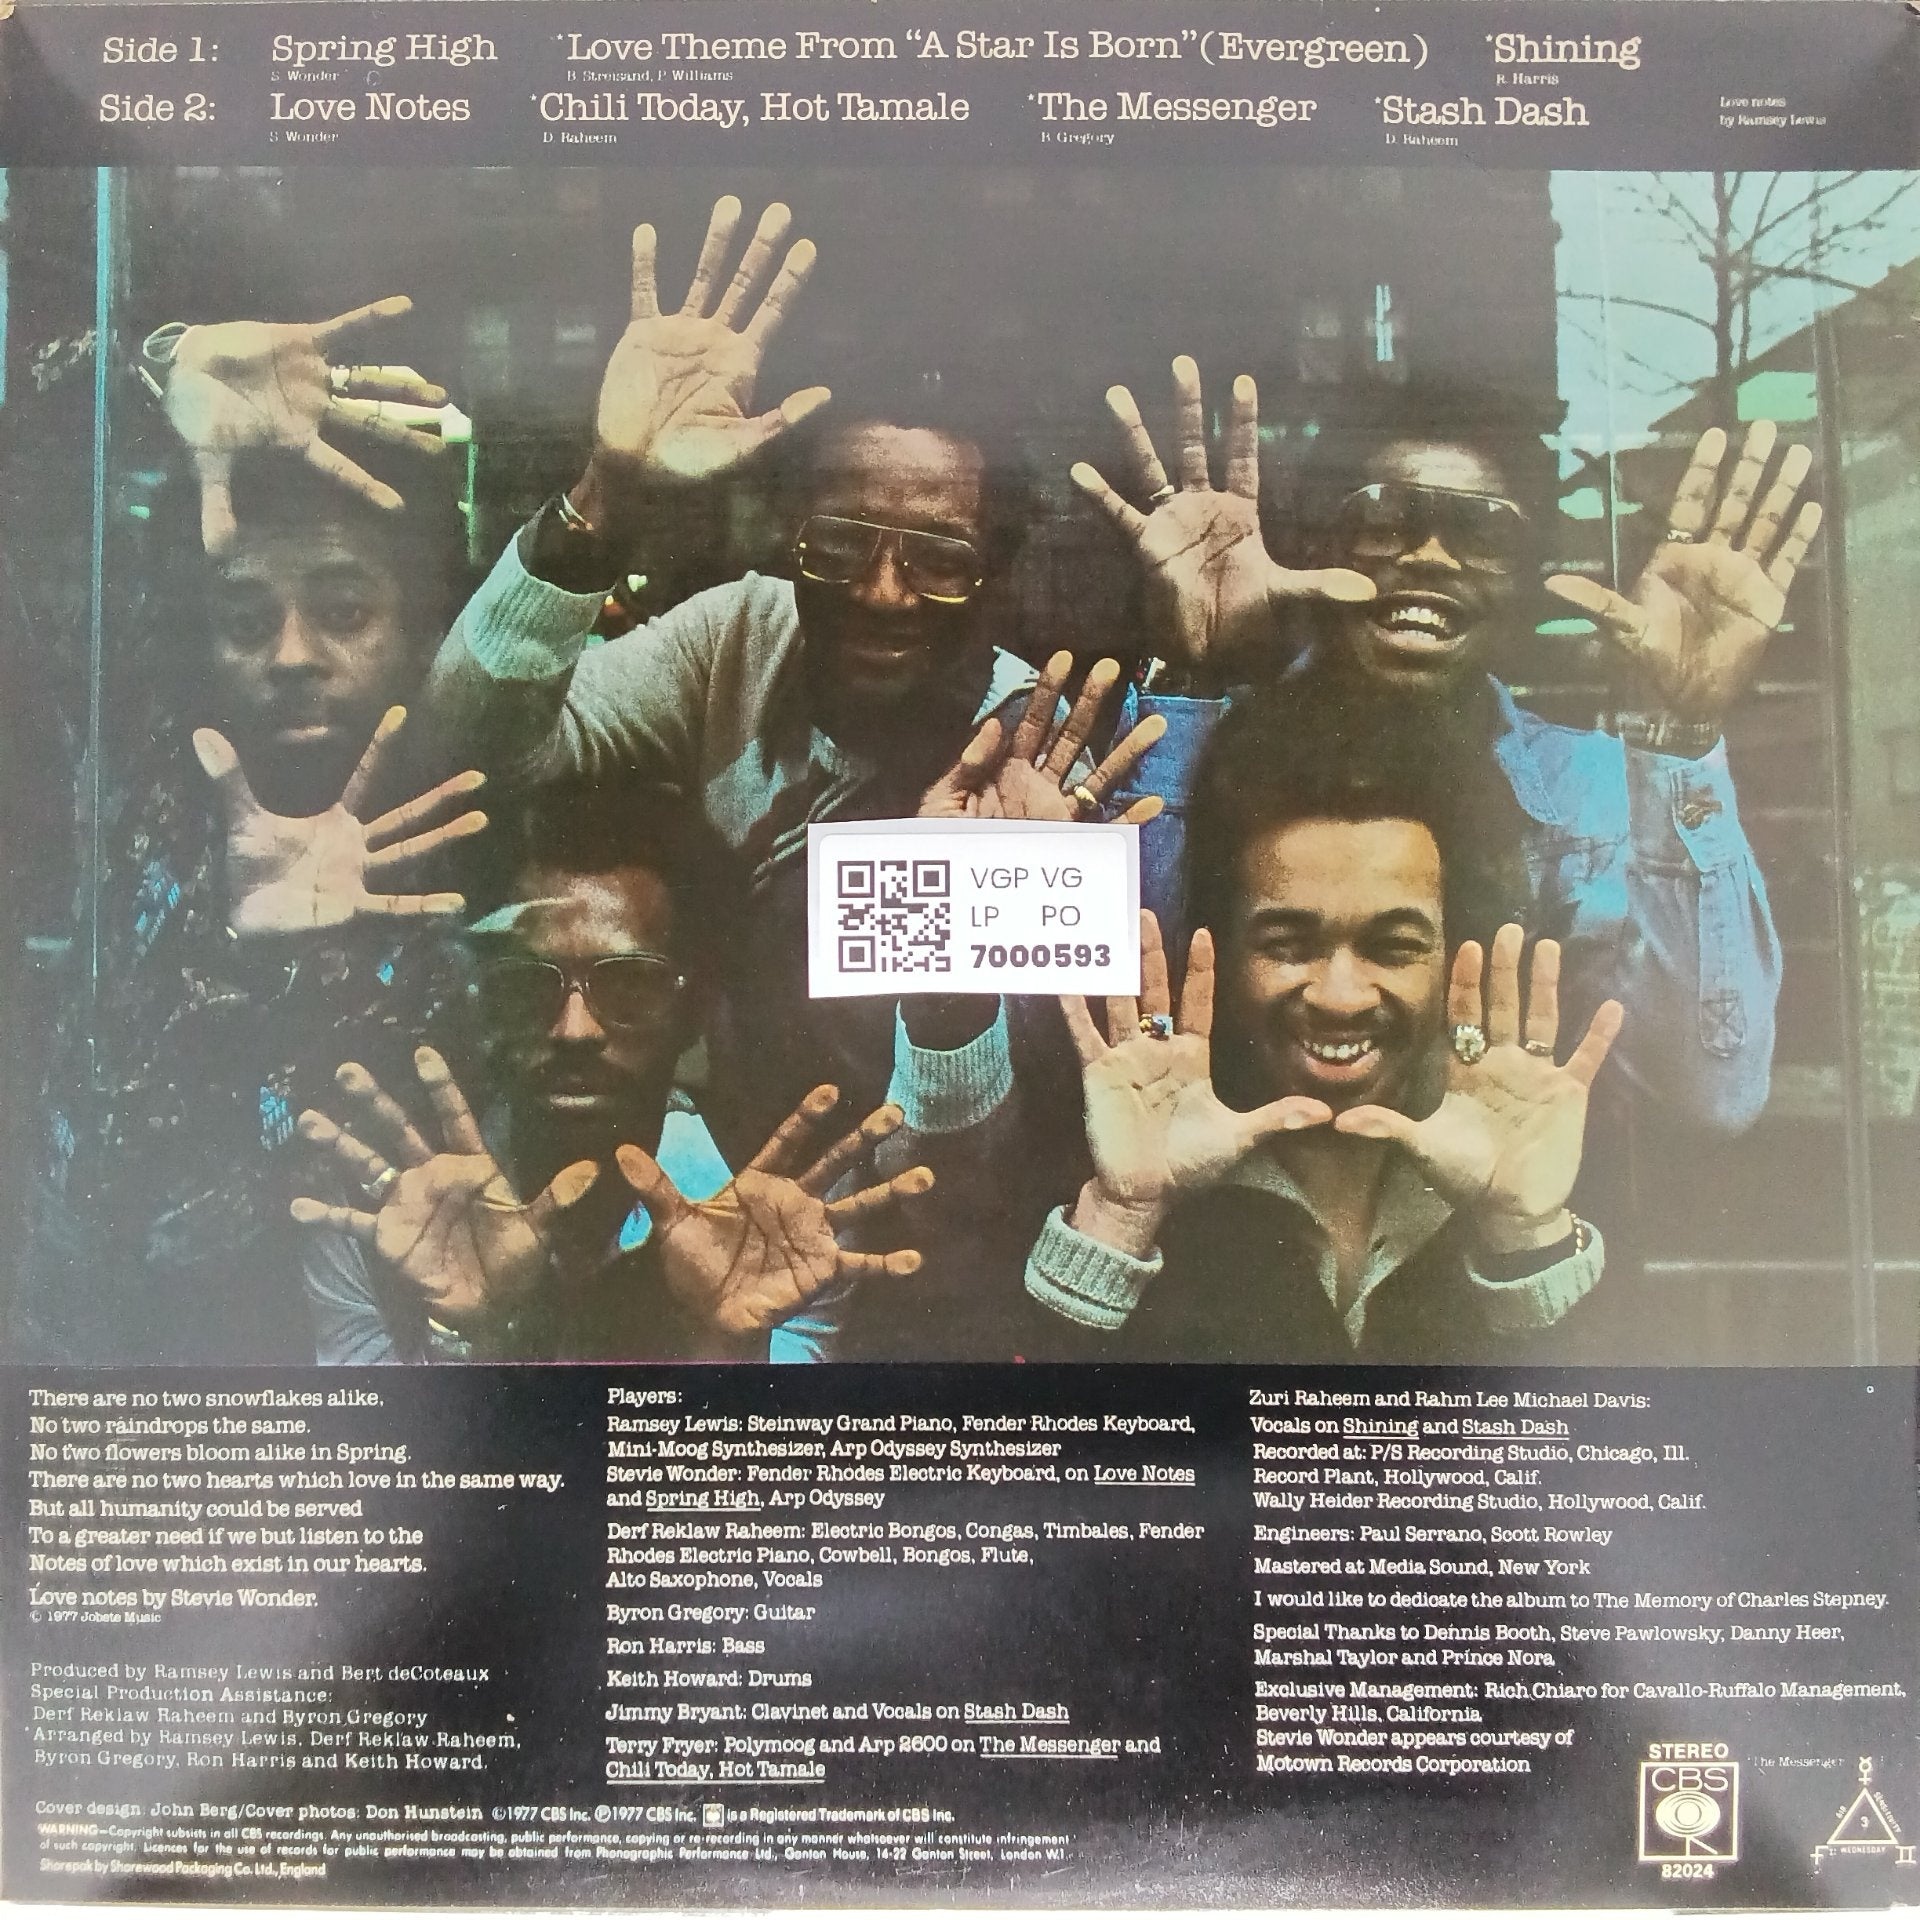 Side 1: Spring High *Love Theme From “A Star Is Born” (Evergreen) *Shining
S. Wonder B. Streisand, P. Williams R. Harris
Side 2: Love Notes *Chili Today, Hot Tamale *The Messenger *Stash Dash
S. Wonder D. Raheem B. Gregory D. Raheem
Love notes
by Ramsey Lewis
VGP VG
LP PO
7000593
There are no two snowflakes alike,
No two raindrops the same.
No two flowers bloom alike in Spring.
There are no two hearts which love in the same way.
But all humanity could be served
To a greater need if we but listen to the
Notes of love which exist in our hearts.
Love notes by Stevie Wonder.
© 1977 Jobete Music
Produced by Ramsey Lewis and Bert deCoteaux
Special Production Assistance:
Derf Reklaw Raheem and Byron Gregory
*Arranged by Ramsey Lewis, Derf Reklaw Raheem,
Byron Gregory, Ron Harris and Keith Howard.
Players:
Ramsey Lewis: Steinway Grand Piano, Fender Rhodes Keyboard,
Mini-Moog Synthesizer, Arp Odyssey Synthesizer
Stevie Wonder: Fender Rhodes Electric Keyboard, on Love Notes
and Spring High, Arp Odyssey
Derf Reklaw Raheem: Electric Bongos, Congas, Timbales, Fender
Rhodes Electric Piano, Cowbell, Bongos, Flute,
Alto Saxophone, Vocals
Byron Gregory: Guitar
Ron Harris: Bass
Keith Howard: Drums
Jimmy Bryant: Clavinet and Vocals on Stash Dash
Terry Fryer: Polymoog and Arp 2600 on The Messenger and
Chili Today, Hot Tamale
Zuri Raheem and Rahm Lee Michael Davis:
Vocals on Shining and Stash Dash
Recorded at: P/S Recording Studio, Chicago, Ill.
Record Plant, Hollywood, Calif.
Wally Heider Recording Studio, Hollywood, Calif.
Engineers: Paul Serrano, Scott Rowley
Mastered at Media Sound, New York
I would like to dedicate the album to The Memory of Charles Stepney.
Special Thanks to Dennis Booth, Steve Pawlowsky, Danny Heer,
Marshal Taylor and Prince Nora
Exclusive Management: Rich Chiaro for Cavallo-Ruffalo Management,
Beverly Hills, California
Stevie Wonder appears courtesy of
Motown Records Corporation
Cover design: John Berg/Cover photos: Don Hunstein ©1977 CBS Inc. ℗1977 CBS Inc. is a Registered Trademark of CBS Inc.
WARNING—Copyright subsists in all CBS recordings. Any unauthorised broadcasting, public performance, copying or re-recording in any manner whatsoever will constitute infringement
of such copyright. Licences for the use of records for public performance may be obtained from Phonographic Performance Ltd., Ganton House, 14-22 Ganton Street, London W.1.
Shorepak by Shorewood Packaging Co. Ltd., England
STEREO
CBS
82024
The Messenger
AIR
SENSITIVITY
3
WEDNESDAY
II